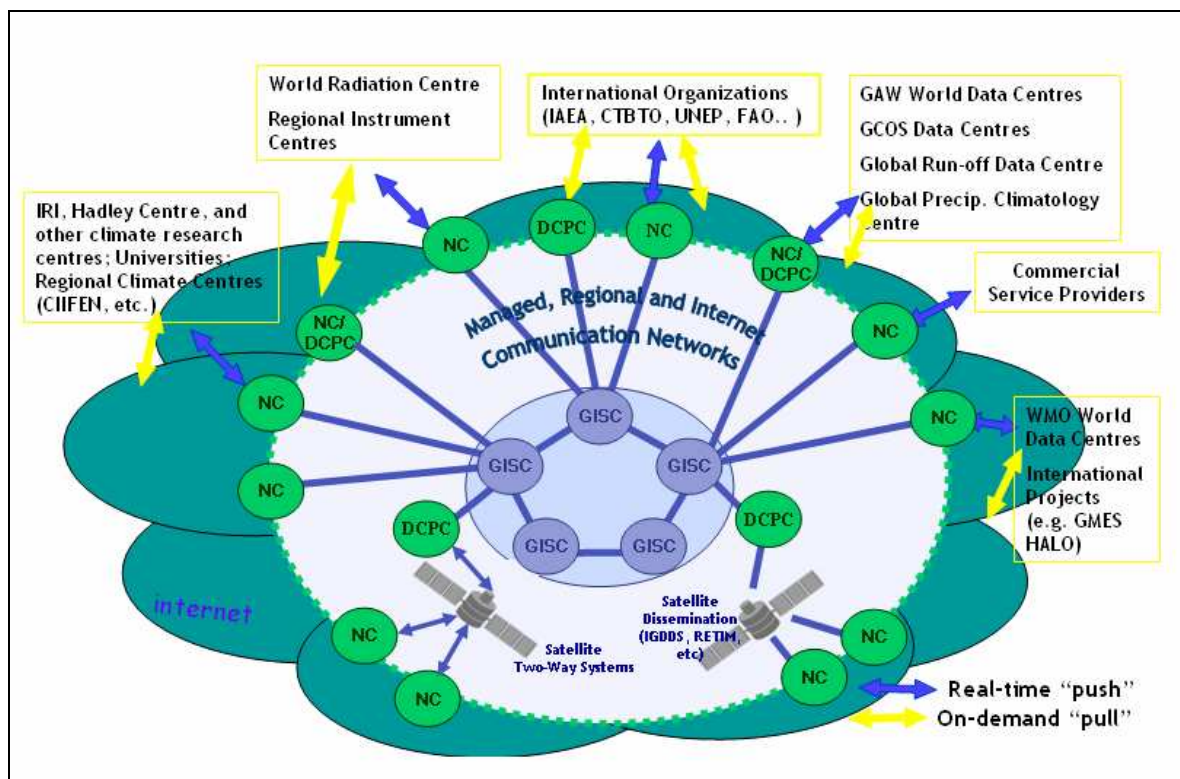 World Radiation Centre
Regional Instrument
Centres
International Organizations
(IAEA, CTBTO, UNEP, FAO.. )
GAW World Data Centres
GCOS Data Centres
Global Run-off Data Centre
Global Precip. Climatology
Centre
IRI, Hadley Centre, and
other climate research
centres; Universities;
Regional Climate Centres
(CIIFEN, etc.)
Commercial
Service Providers
WMO World
Data Centres
International
Projects
(e.g. GMES
HALO)
NC
DCPC
NC
NC/
DCPC
NC
NC/
DCPC
NC
NC
NC
Managed, Regional and Internet
Communication Networks
GISC
GISC
GISC
GISC
GISC
DCPC
DCPC
internet
NC
NC
Satellite
Two-Way Systems
Satellite
Dissemination
(IGDDS, RETIM,
etc)
NC
NC
Real-time “push”
On-demand “pull”